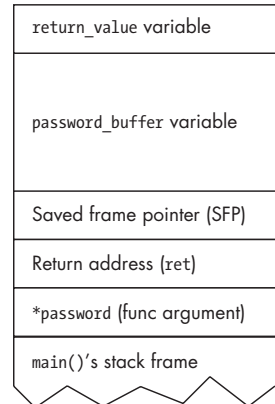 return_value variable
password_buffer variable
Saved frame pointer (SFP)
Return address (ret)
*password (func argument)
main()'s stack frame